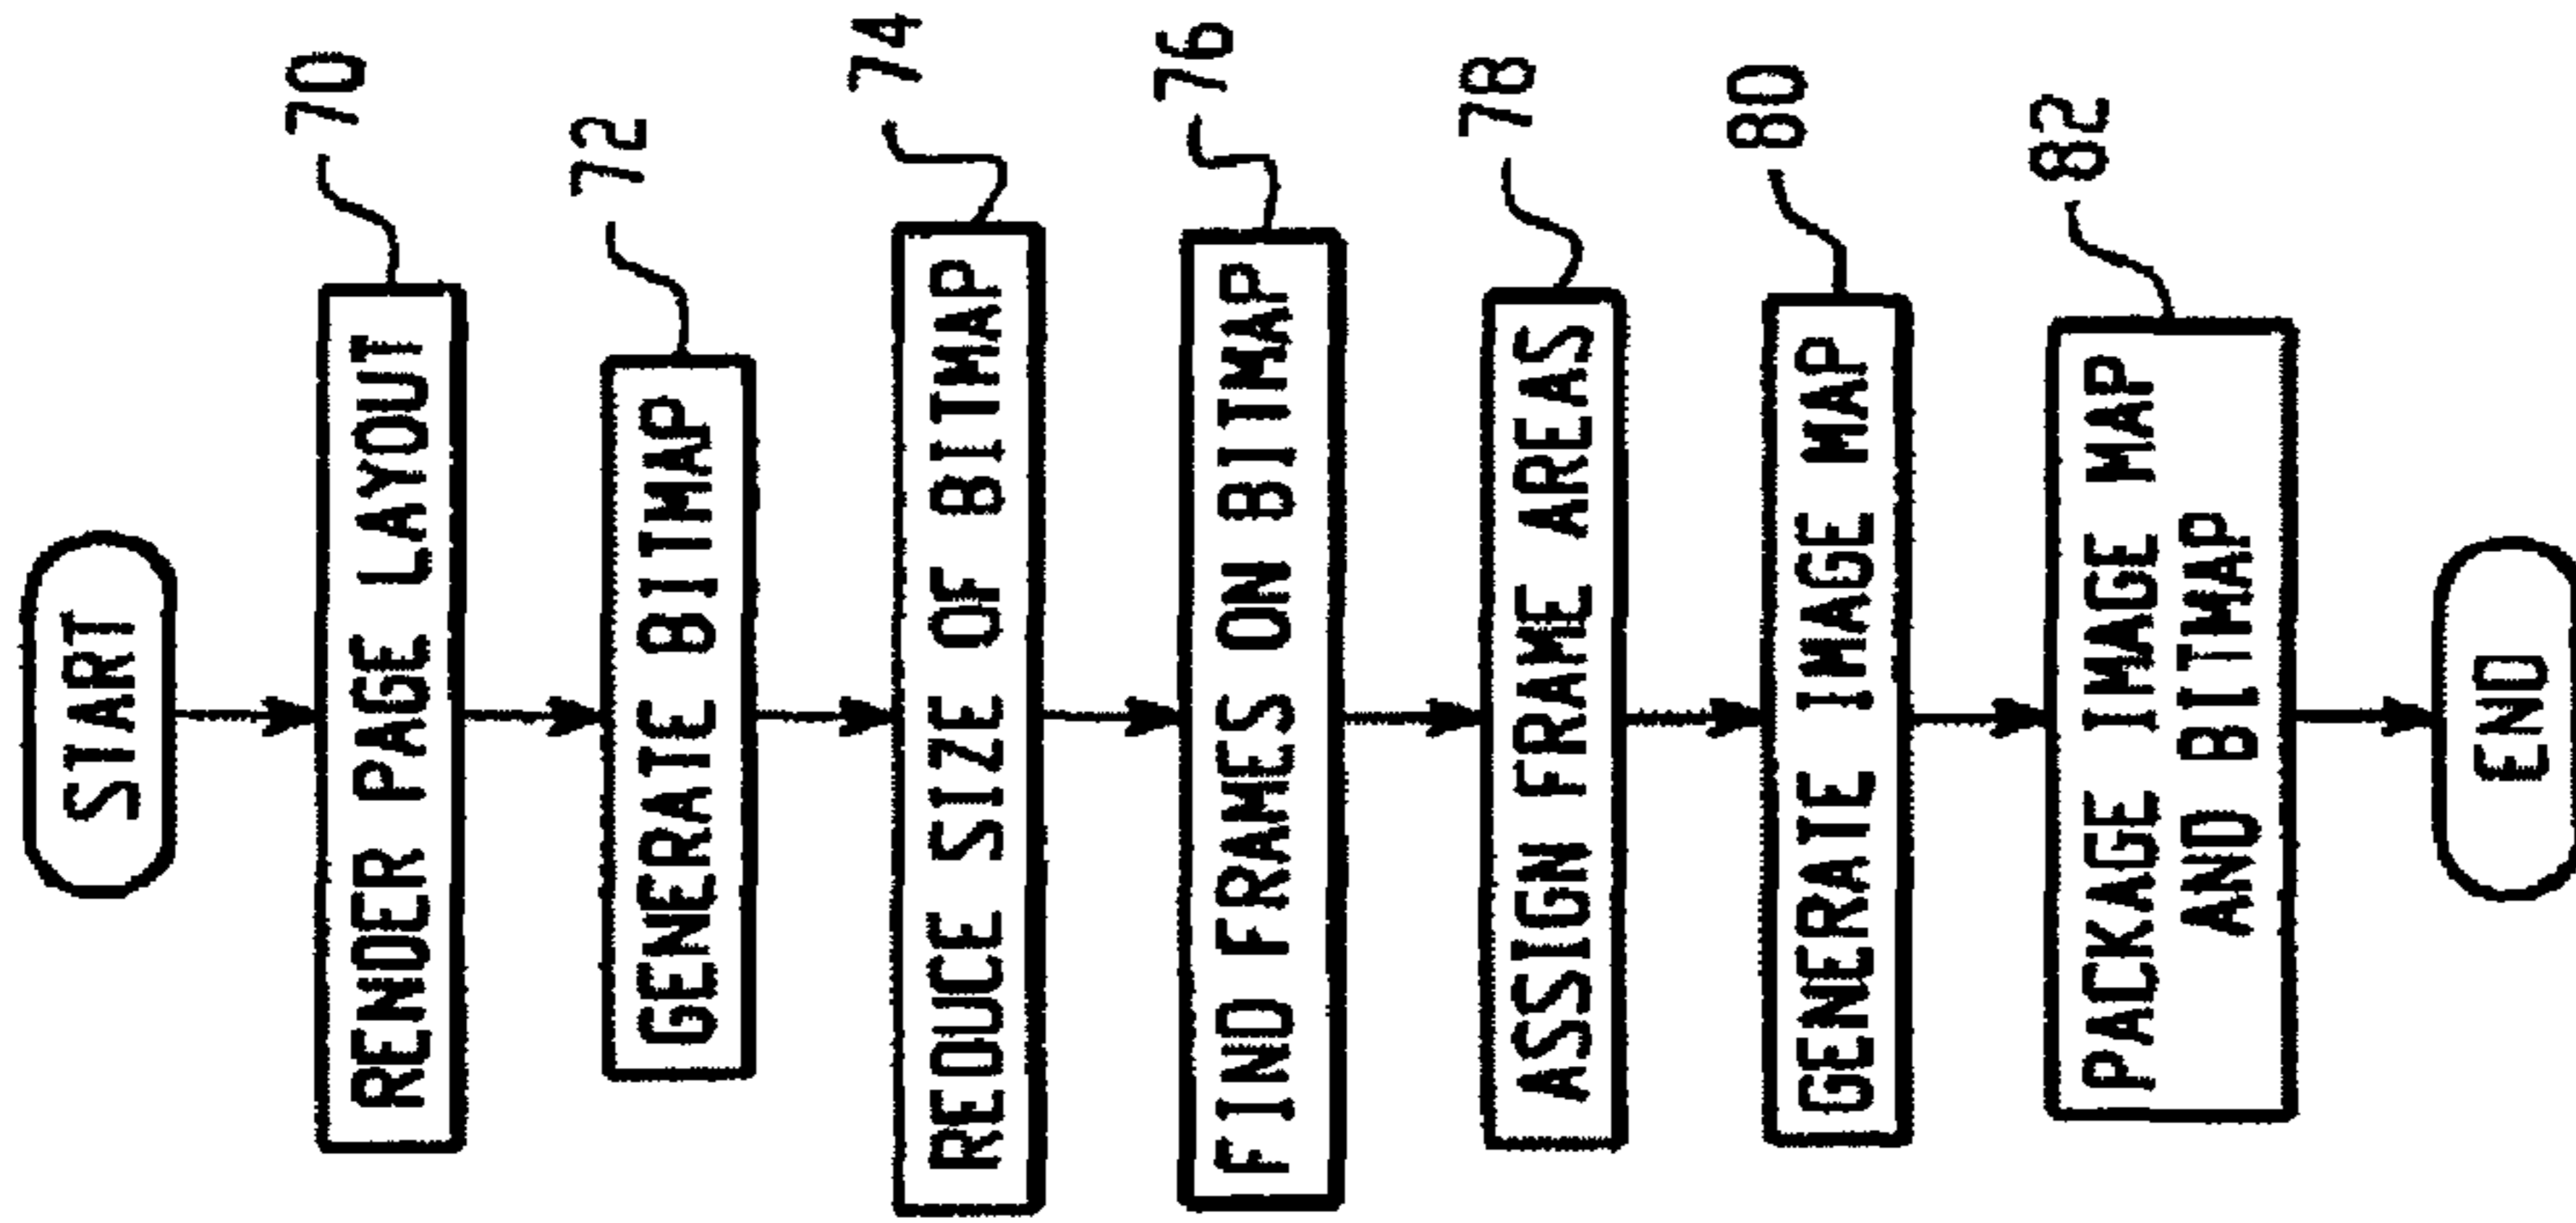 START
RENDER PAGE LAYOUT
70
GENERATE BITMAP
72
REDUCE SIZE OF BITMAP
74
FIND FRAMES ON BITMAP
76
ASSIGN FRAME AREAS
78
GENERATE IMAGE MAP
80
PACKAGE IMAGE MAP
AND BITMAP
82
END